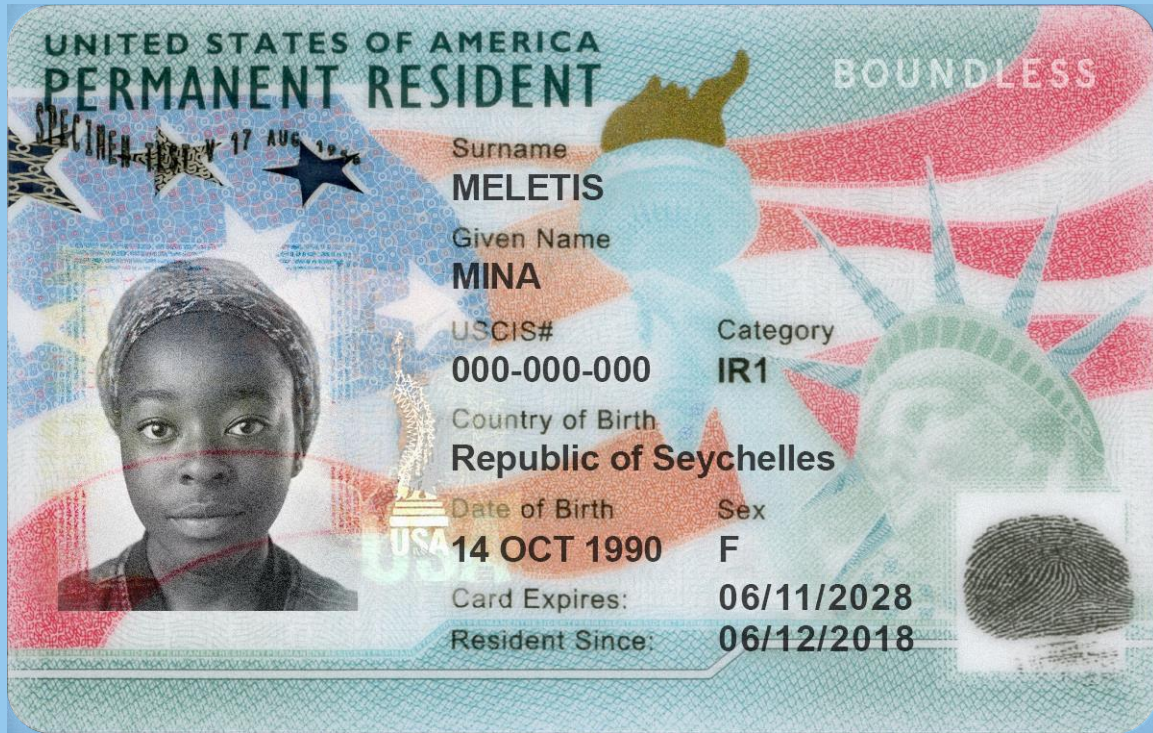 UNITED STATES OF AMERICA
PERMANENT RESIDENT
BOUNDLESS
SPECIMEN TEST V 17 AUG
Surname
MELETIS
Given Name
MINA
USCIS#
Category
000-000-000
IR1
Country of Birth
Republic of Seychelles
Date of Birth
Sex
USA
14 OCT 1990
F
Card Expires:
06/11/2028
Resident Since:
06/12/2018